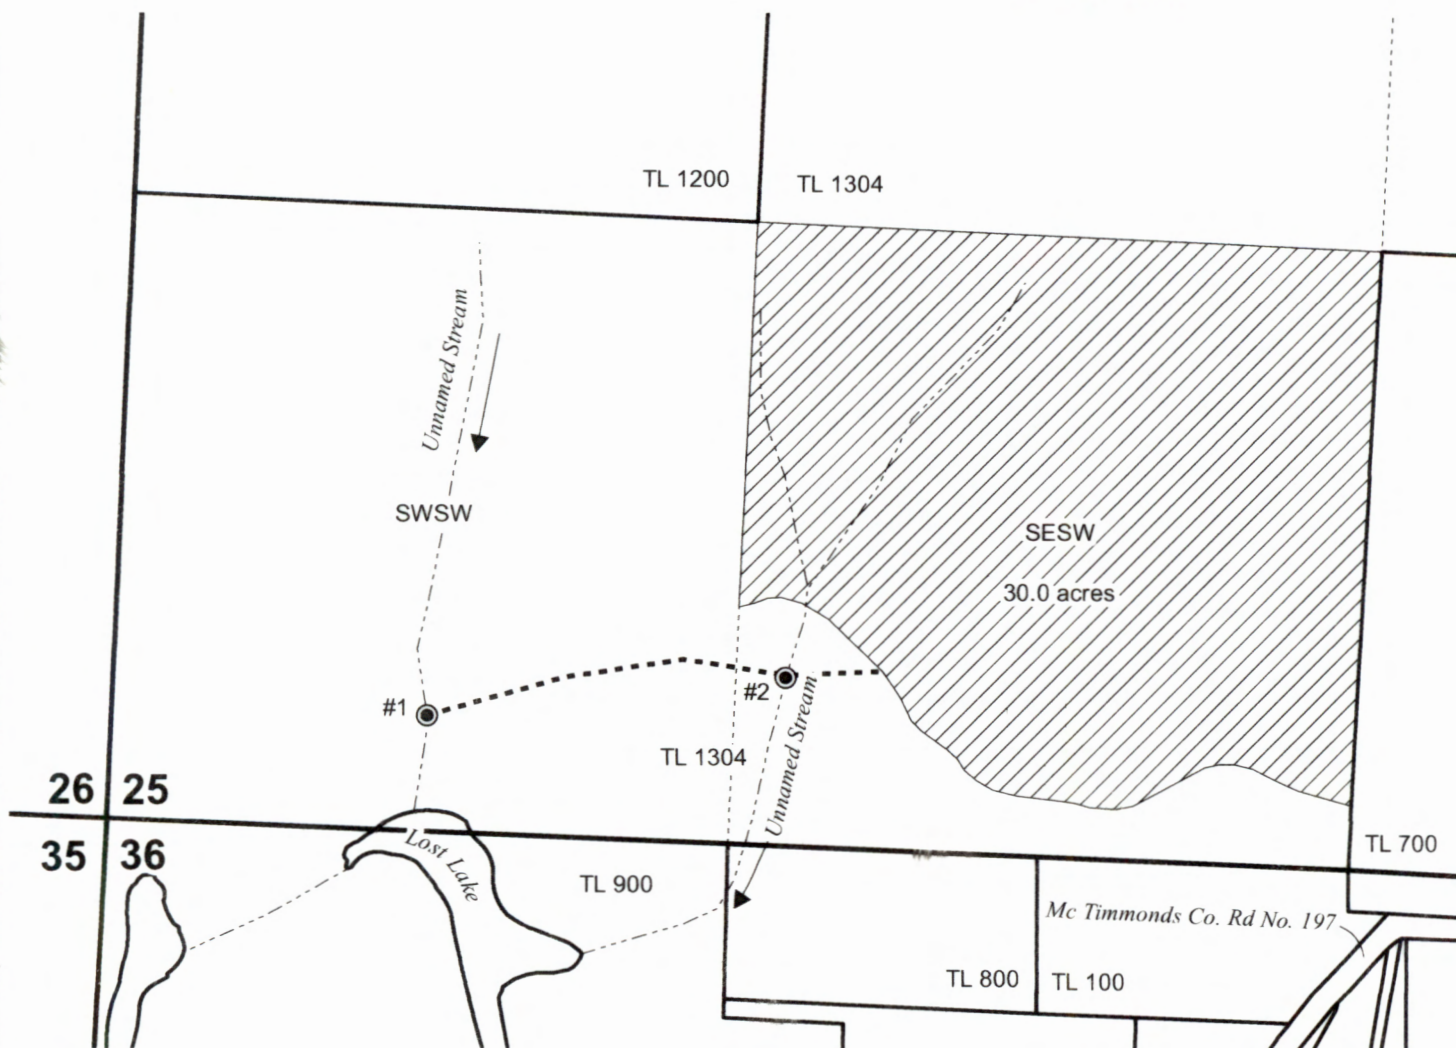 TL 1200
TL 1304
Unnamed Stream
SWSW
SESW
30.0 acres
#1
#2
TL 1304
Unnamed Stream
26 25
35 36
Lost Lake
TL 900
TL 700
Mc Timmonds Co. Rd No. 197
TL 800
TL 100